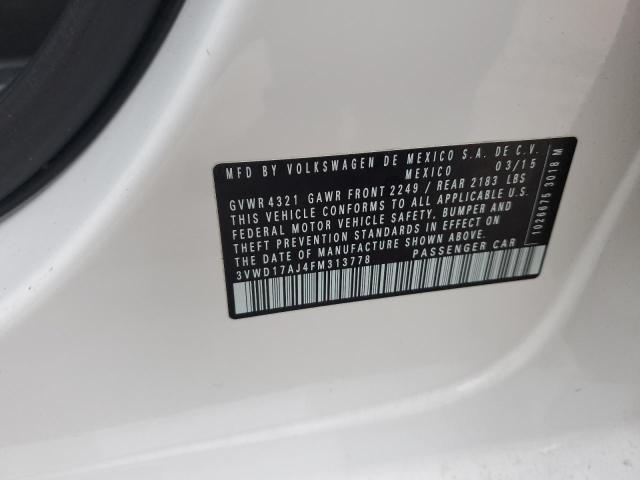 MFD BY VOLKSWAGEN DE MEXICO S.A. DE C.V.
MEXICO 03/15
GVWR 4321 GAWR FRONT 2249 / REAR 2183 LBS
THIS VEHICLE CONFORMS TO ALL APPLICABLE U.S.
FEDERAL MOTOR VEHICLE SAFETY, BUMPER AND
THEFT PREVENTION STANDARDS IN EFFECT ON
THE DATE OF MANUFACTURE SHOWN ABOVE.
3VWD17AJ4FM313778 PASSENGER CAR
1026675 3018 M